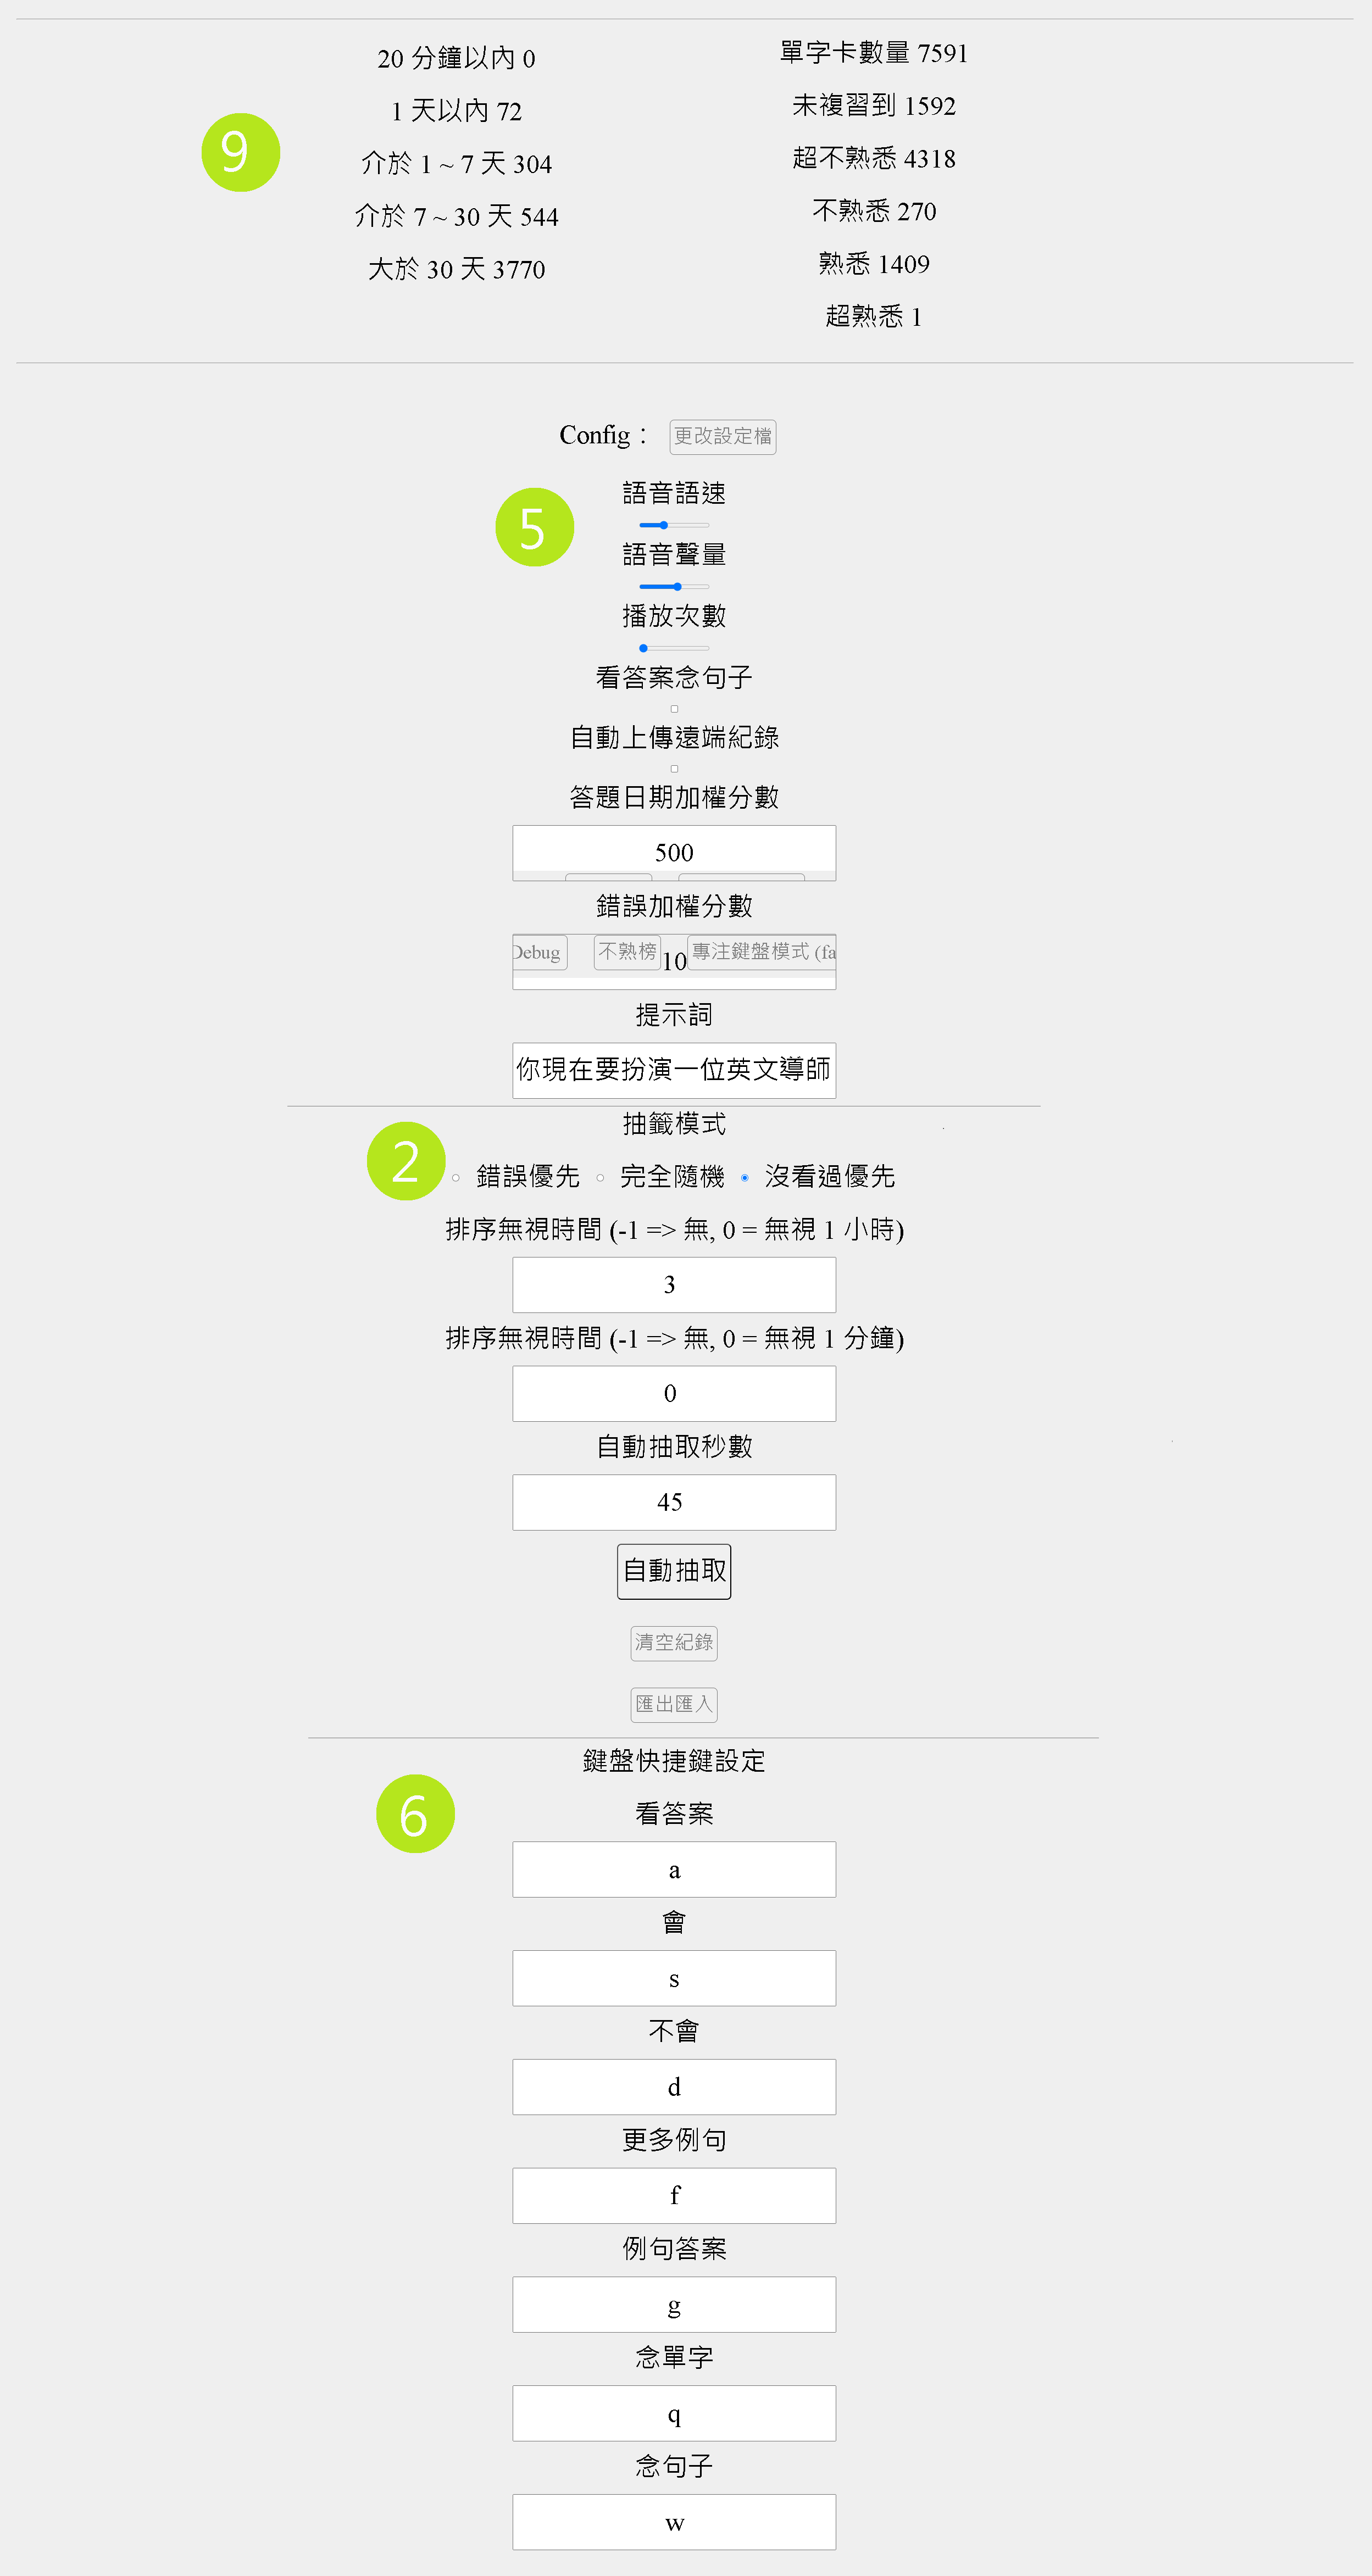 20 分鐘以內 0
1 天以內 72
介於 1 ~ 7 天 304
介於 7 ~ 30 天 544
大於 30 天 3770
9
單字卡數量 7591
未複習到 1592
超不熟悉 4318
不熟悉 270
熟悉 1409
超熟悉 1
Config： 更改設定檔
5
語音語速
語音聲量
播放次數
看答案念句子
自動上傳遠端紀錄
答題日期加權分數
500
錯誤加權分數
Debug 不熟榜 10 專注鍵盤模式 (fa
提示詞
你現在要扮演一位英文導師
抽籤模式
2
錯誤優先 完全隨機 沒看過優先
排序無視時間 (-1 => 無, 0 = 無視 1 小時)
3
排序無視時間 (-1 => 無, 0 = 無視 1 分鐘)
0
自動抽取秒數
45
自動抽取
清空紀錄
匯出匯入
鍵盤快捷鍵設定
6
看答案
a
會
s
不會
d
更多例句
f
例句答案
g
念單字
q
念句子
w